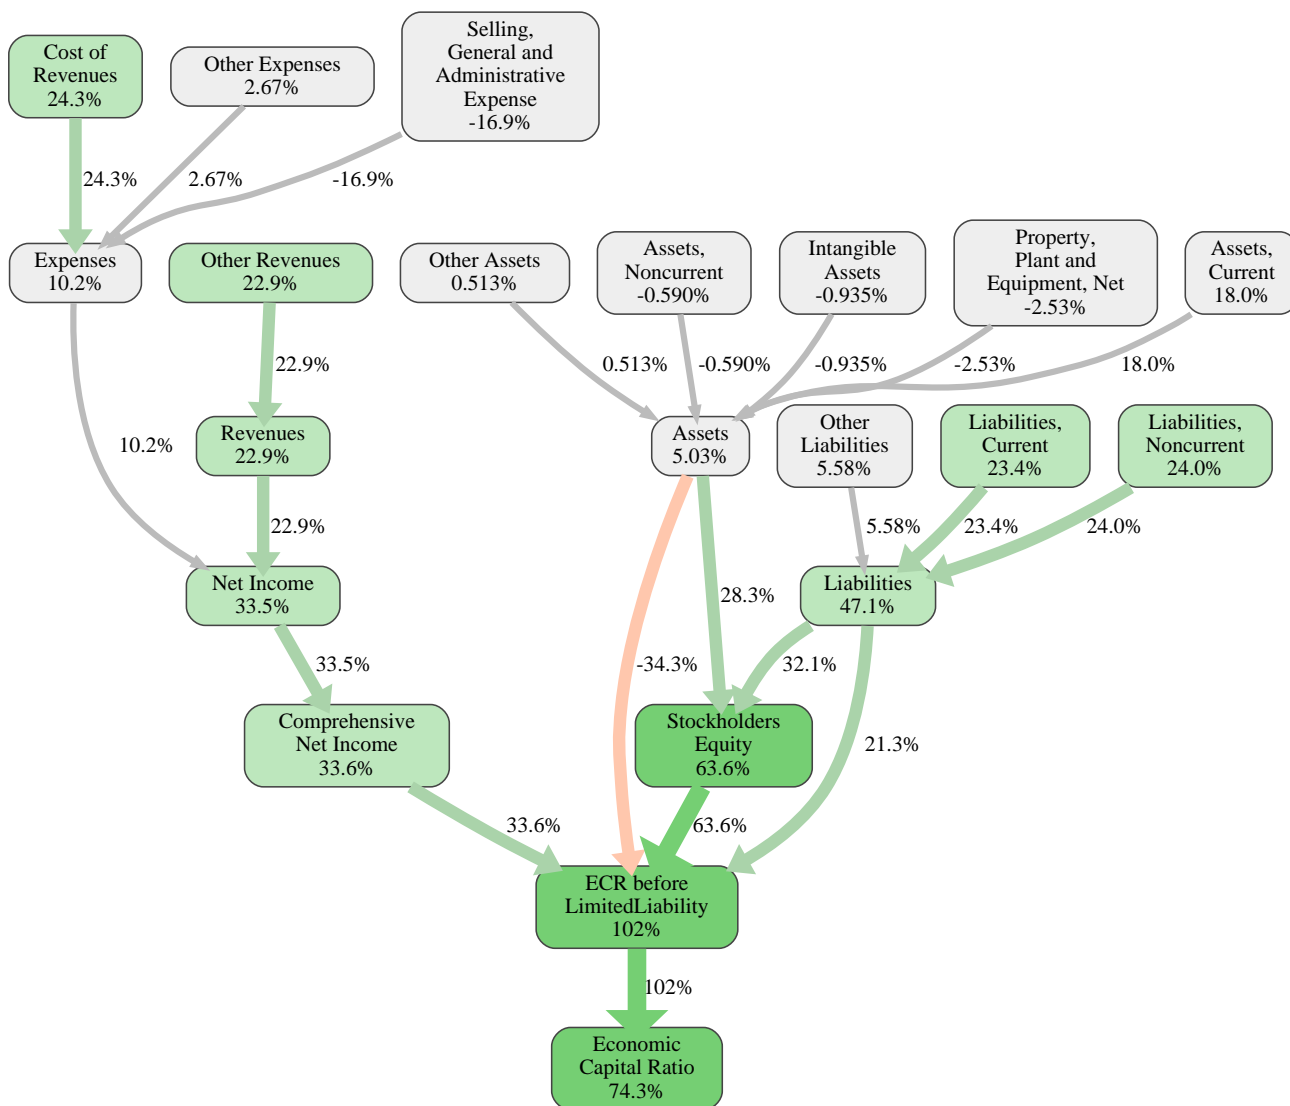 Cost of
Revenues
24.3%
Other Expenses
2.67%
Selling,
General and
Administrative
Expense
-16.9%
24.3%
2.67%
-16.9%
Expenses
10.2%
Other Revenues
22.9%
Other Assets
0.513%
Assets,
Noncurrent
-0.590%
Intangible
Assets
-0.935%
Property,
Plant and
Equipment, Net
-2.53%
Assets,
Current
18.0%
22.9%
0.513%
-0.590%
-0.935%
-2.53%
18.0%
10.2%
Revenues
22.9%
Assets
5.03%
Other
Liabilities
5.58%
Liabilities,
Current
23.4%
Liabilities,
Noncurrent
24.0%
22.9%
5.58%
23.4%
24.0%
Net Income
33.5%
28.3%
Liabilities
47.1%
33.5%
-34.3%
32.1%
Comprehensive
Net Income
33.6%
Stockholders
Equity
63.6%
21.3%
33.6%
63.6%
ECR before
LimitedLiability
102%
102%
Economic
Capital Ratio
74.3%